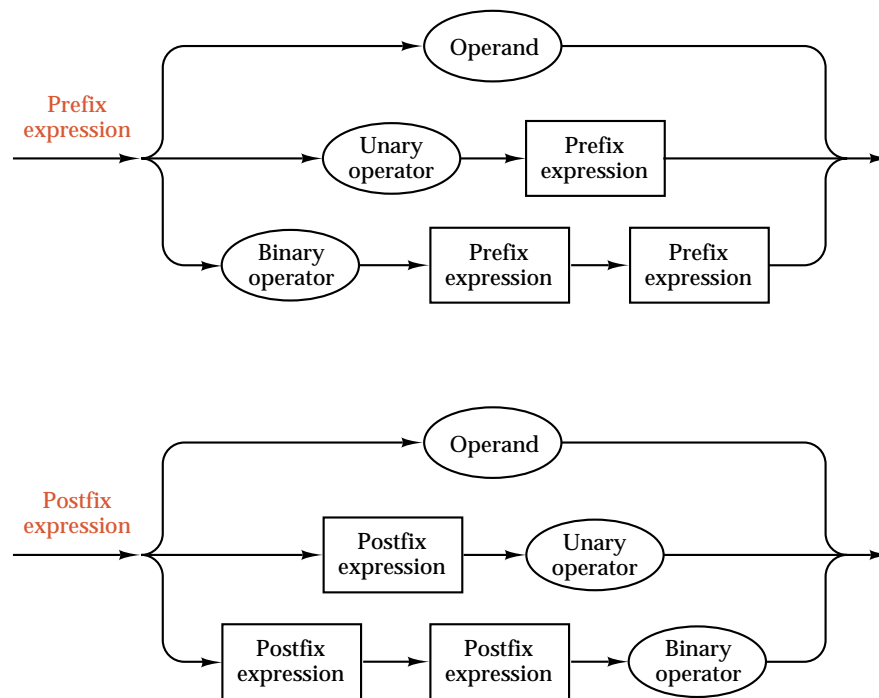 Operand
Prefix
expression
Unary
operator
Prefix
expression
Binary
operator
Prefix
expression
Prefix
expression
Operand
Postfix
expression
Postfix
expression
Unary
operator
Postfix
expression
Postfix
expression
Binary
operator